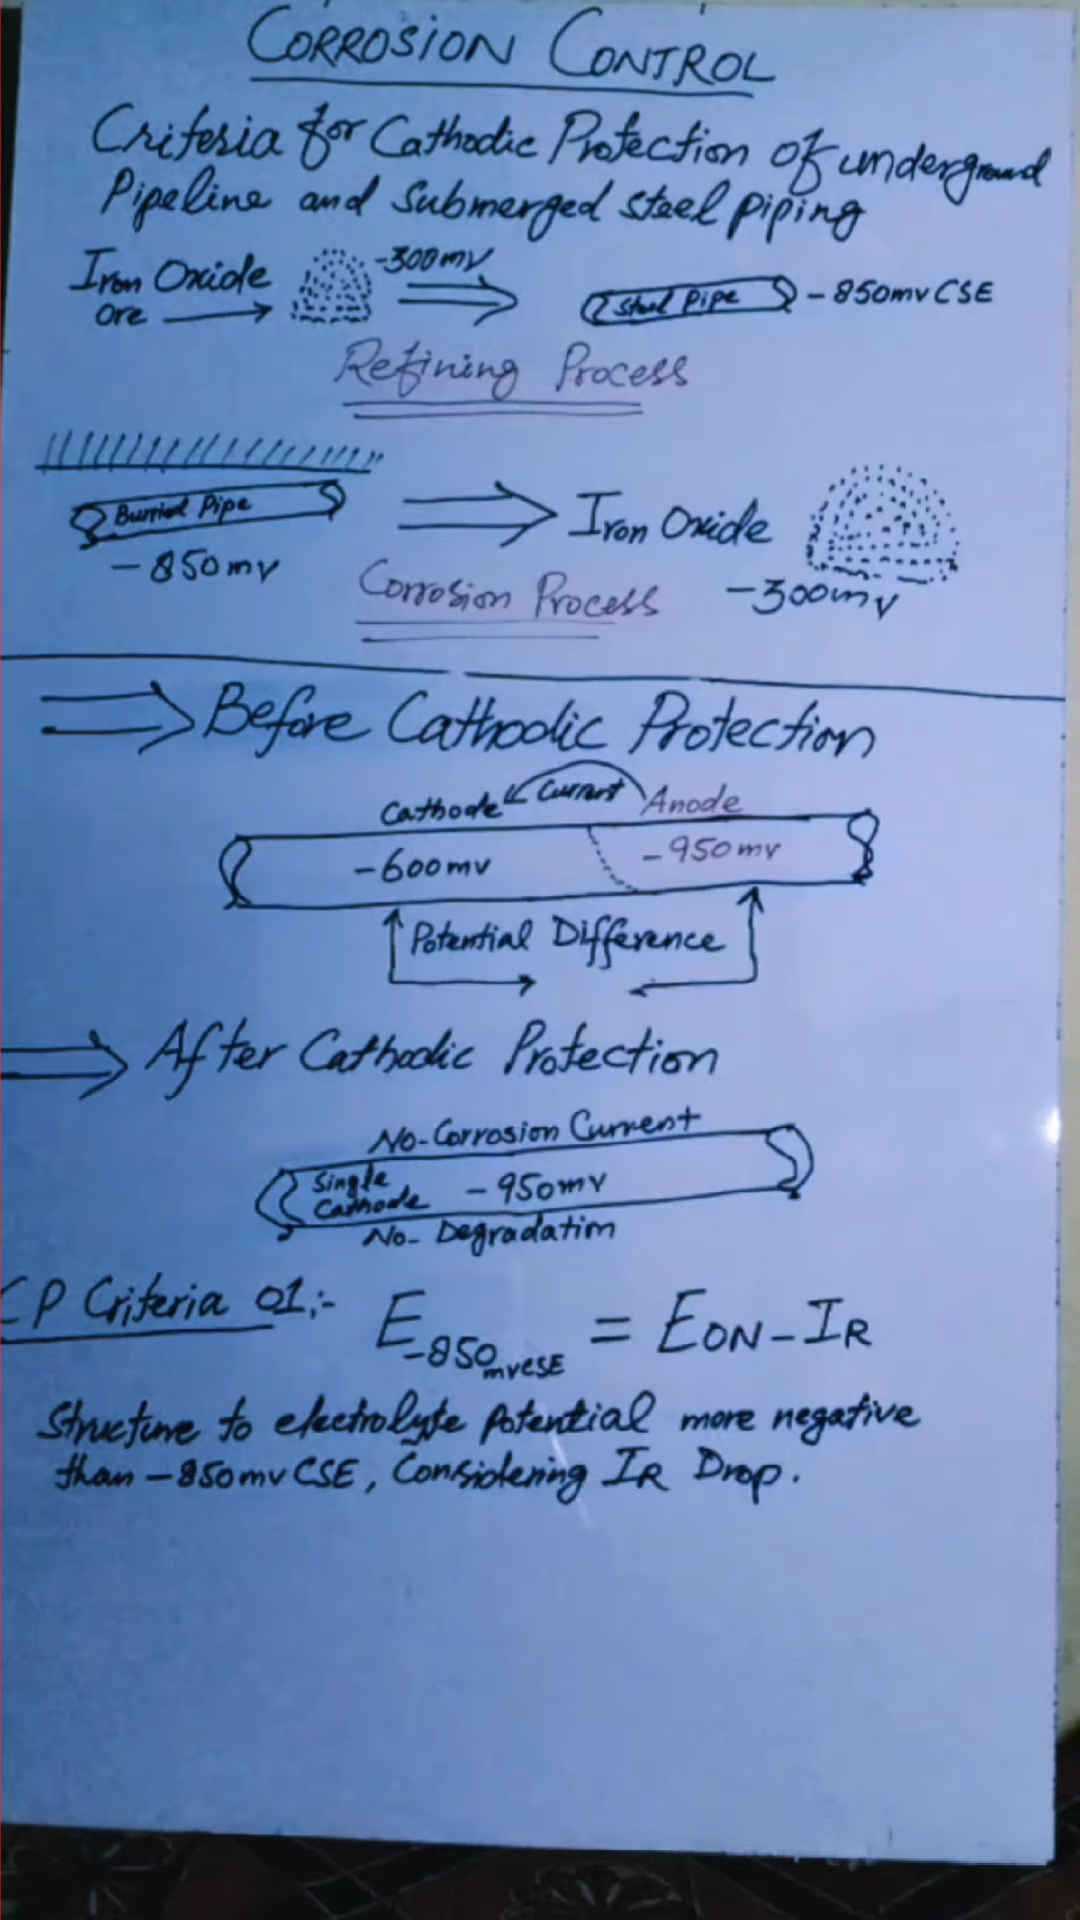 CORROSION CONTROL
Criteria for Cathodic Protection of underground
Pipeline and Submerged steel piping
Iron Oxide
Ore
-300mv
Steel Pipe
-850mv CSE
Refining Process
Burried Pipe
-850mv
Iron Oxide
-300mv
Corrosion Process
Before Cathodic Protection
Cathode Current Anode
-600mv -950mv
Potential Difference
After Cathodic Protection
No-Corrosion Current
Single
Cathode -950mv
No- Degradation
CP Criteria 01:- E-850mvCSE = EON-IR
Structure to electrolyte potential more negative
than -850mv CSE, Considering IR Drop.